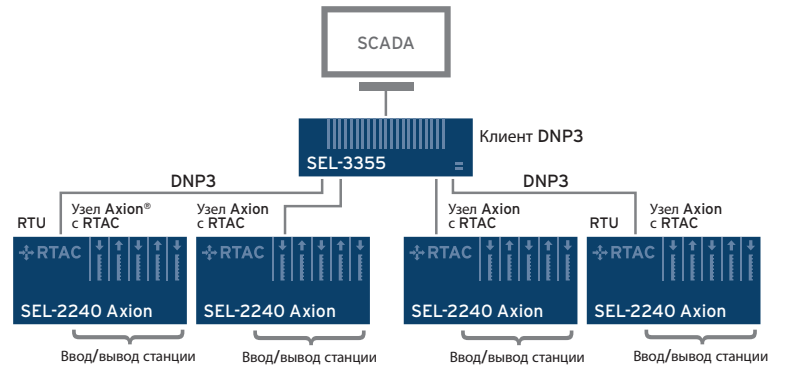 SCADA
Клиент DNP3
SEL-3355
DNP3
DNP3
RTU
Узел Axion®
с RTAC
Узел Axion
с RTAC
Узел Axion
с RTAC
RTU
Узел Axion
с RTAC
RTAC
RTAC
RTAC
RTAC
SEL-2240 Axion
SEL-2240 Axion
SEL-2240 Axion
SEL-2240 Axion
Ввод/вывод станции
Ввод/вывод станции
Ввод/вывод станции
Ввод/вывод станции